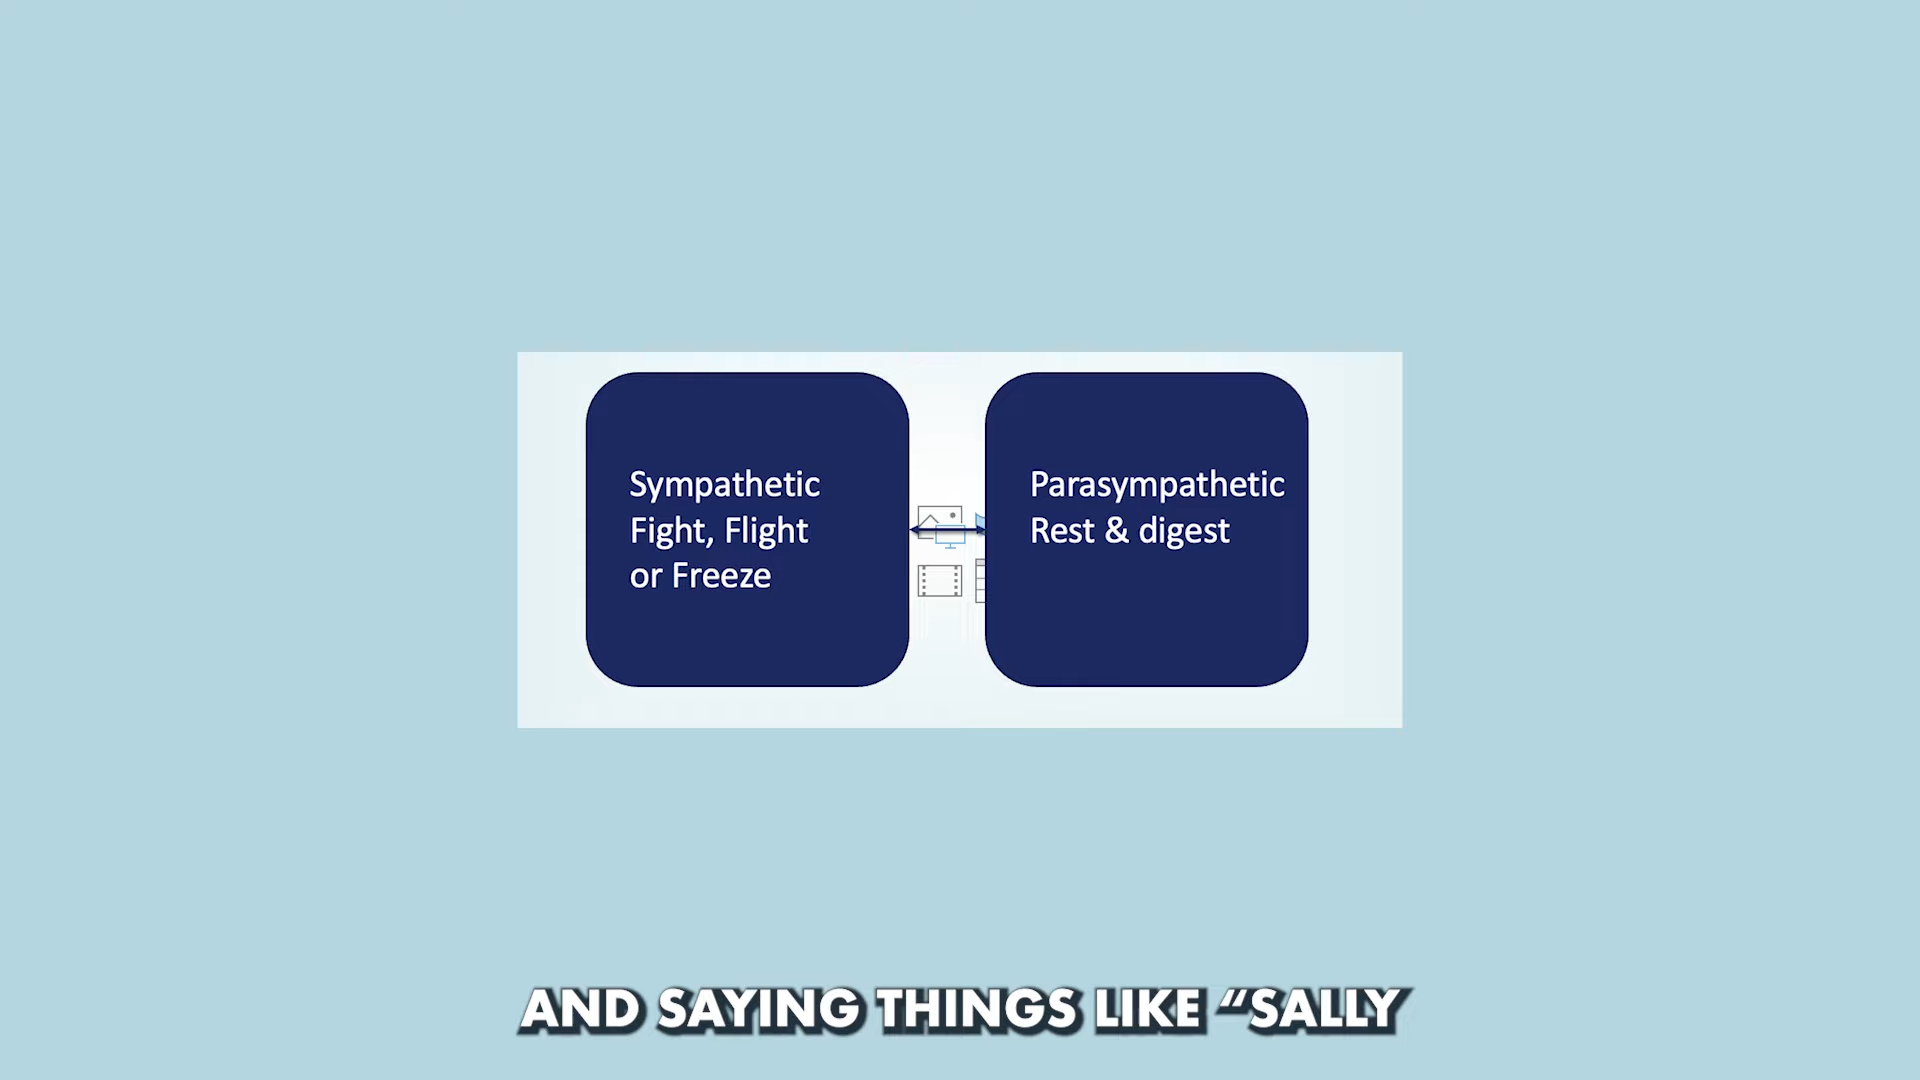 Sympathetic
Fight, Flight
or Freeze
Parasympathetic
Rest & digest
AND SAYING THINGS LIKE “SALLY